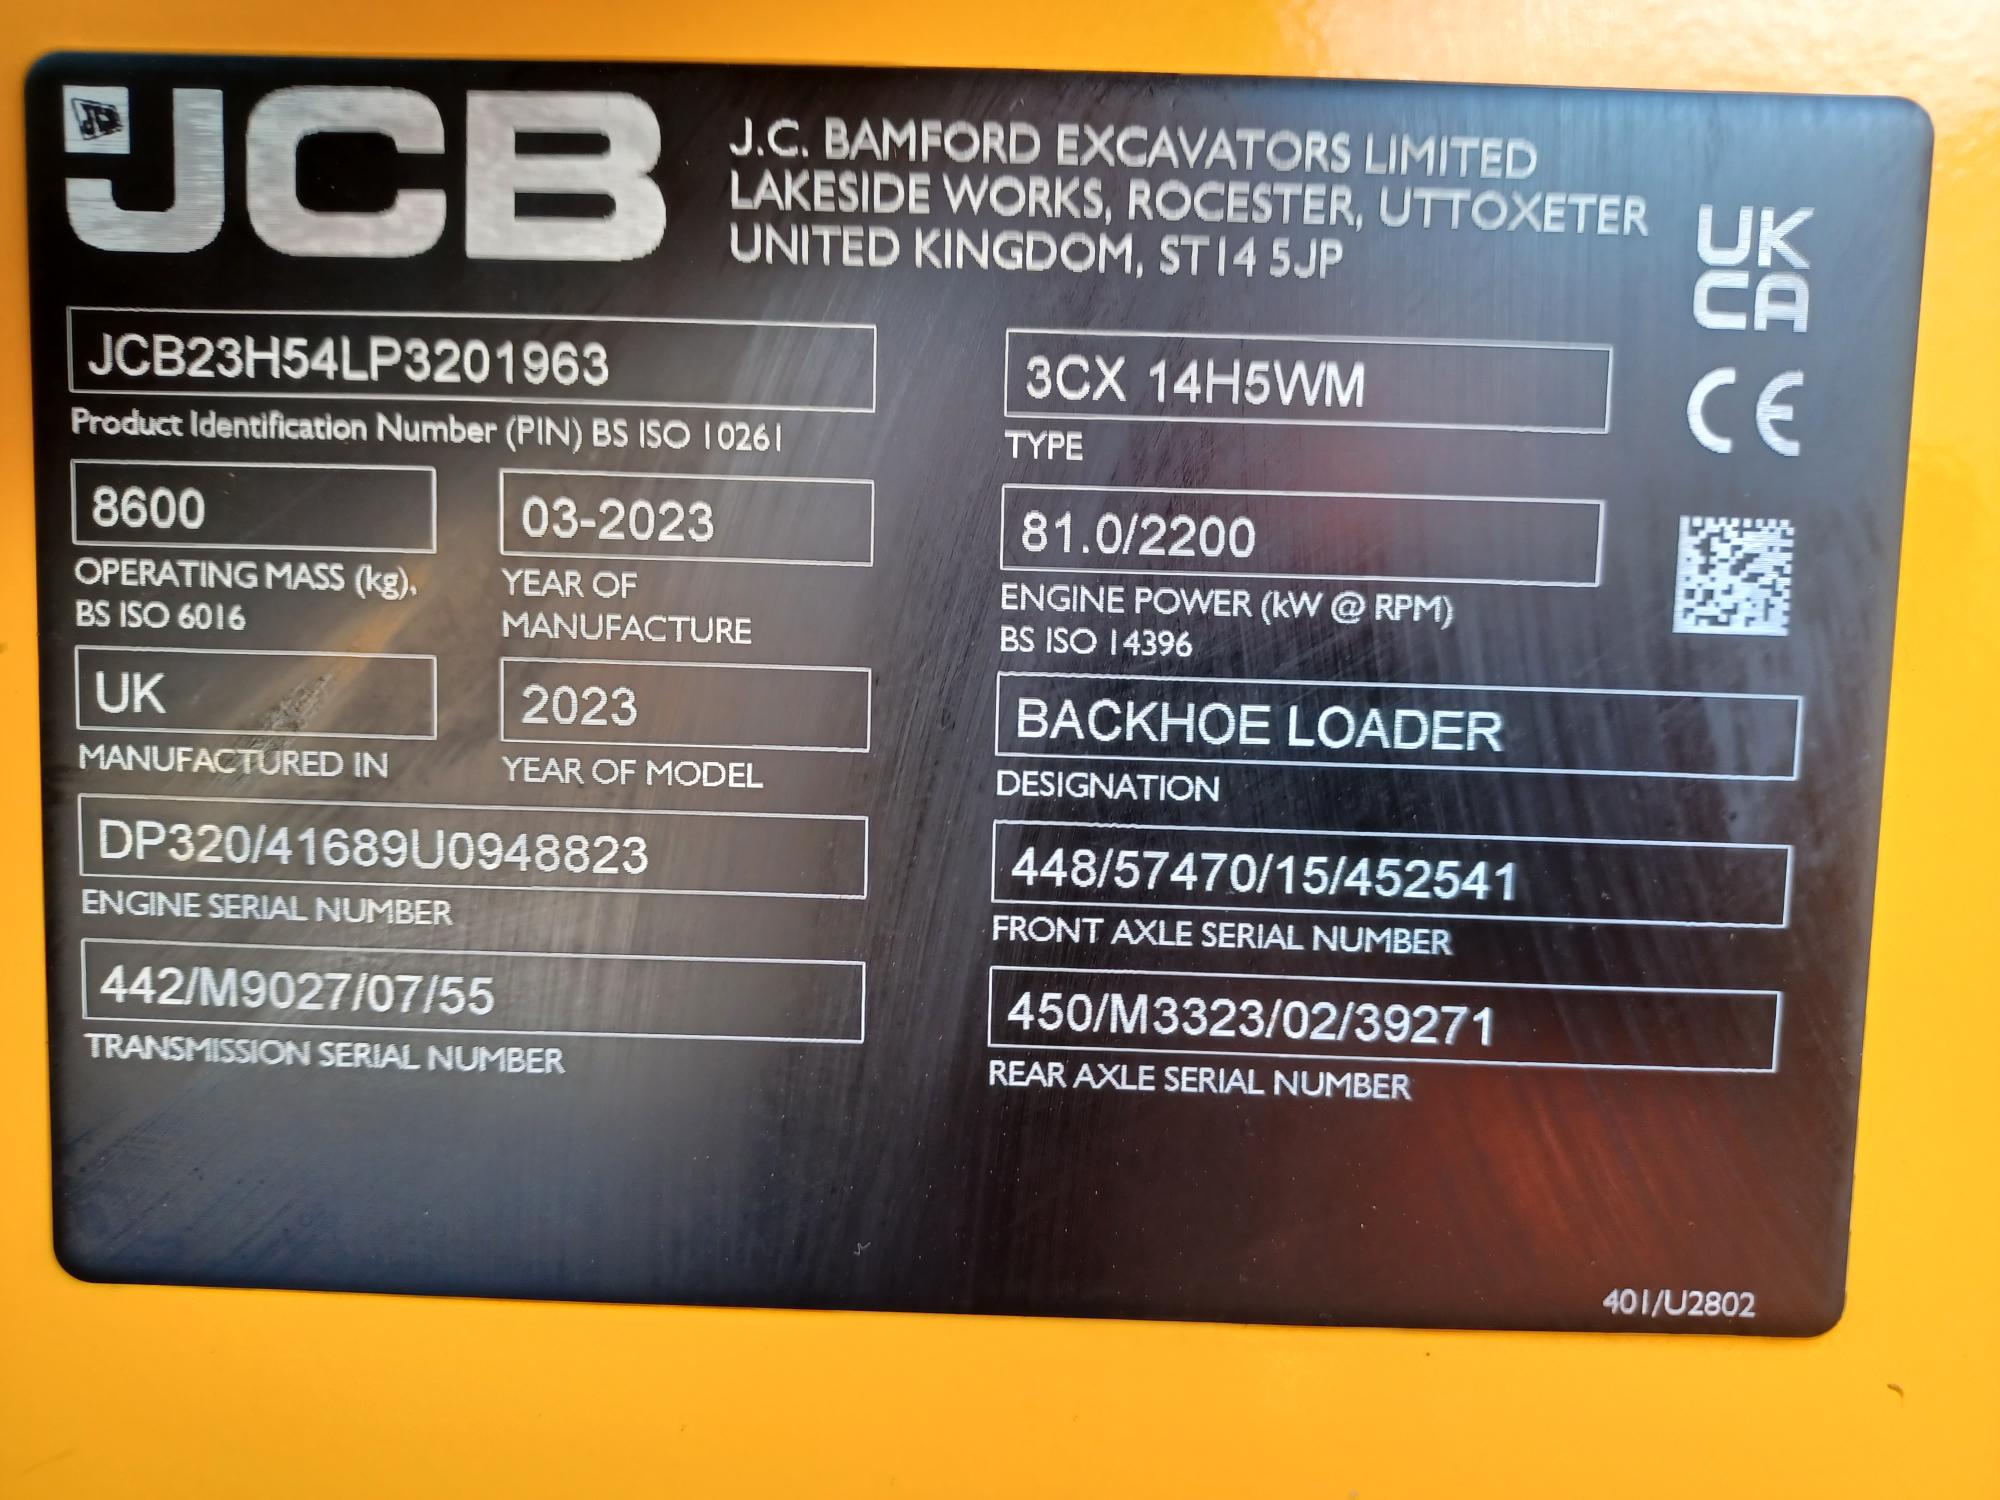 JCB
J.C. BAMFORD EXCAVATORS LIMITED
LAKESIDE WORKS, ROCESTER, UTTOXETER
UNITED KINGDOM, ST14 5JP
UK
CA
CE
JCB23H54LP3201963
Product Identification Number (PIN) BS ISO 10261
3CX 14H5WM
TYPE
8600
OPERATING MASS (kg),
BS ISO 6016
03-2023
YEAR OF
MANUFACTURE
81.0/2200
ENGINE POWER (kW @ RPM)
BS ISO 14396
UK
MANUFACTURED IN
2023
YEAR OF MODEL
BACKHOE LOADER
DESIGNATION
DP320/41689U0948823
ENGINE SERIAL NUMBER
448/57470/15/452541
FRONT AXLE SERIAL NUMBER
442/M9027/07/55
TRANSMISSION SERIAL NUMBER
450/M3323/02/39271
REAR AXLE SERIAL NUMBER
401/U2802